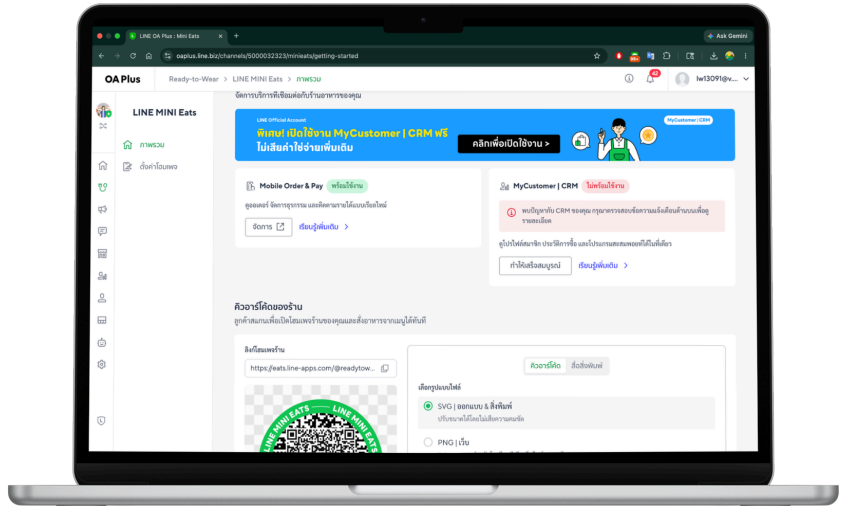 LINE OA Plus : Mini Eats
Ask Gemini
oaplus.line.biz/channels/5000032323/minieats/getting-started
OA Plus
Ready-to-Wear > LINE MINI Eats > ภาพรวม
42
lw13091@v...
LINE MINI Eats
ภาพรวม
ตั้งค่าโฮมเพจ
จัดการบริการที่เชื่อมต่อกับร้านอาหารของคุณ
LINE Official Account
พิเศษ! เปิดใช้งาน MyCustomer | CRM ฟรี
ไม่เสียค่าใช้จ่ายเพิ่มเติม
คลิกเพื่อเปิดใช้งาน >
MyCustomer | CRM
Mobile Order & Pay
พร้อมใช้งาน
ดูออเดอร์ จัดการธุรกรรม และติดตามรายได้แบบเรียลไทม์
จัดการ
เรียนรู้เพิ่มเติม >
MyCustomer | CRM
ไม่พร้อมใช้งาน
พบปัญหากับ CRM ของคุณ กรุณาตรวจสอบข้อความแจ้งเตือนด้านบนเพื่อดู
รายละเอียด
ดูโปรไฟล์สมาชิก ประวัติการซื้อ และโปรแกรมสะสมพอยท์ได้ในที่เดียว
ทำให้เสร็จสมบูรณ์
เรียนรู้เพิ่มเติม >
คิวอาร์โค้ดของร้าน
ลูกค้าสแกนเพื่อเปิดโฮมเพจร้านของคุณและสั่งอาหารจากเมนูได้ทันที
ลิงก์โฮมเพจร้าน
https://eats.line-apps.com/@readytow...
LINE MINI EATS
LINE MINI EATS
คิวอาร์โค้ด
สื่อสิ่งพิมพ์
เลือกรูปแบบไฟล์
SVG | ออกแบบ & สิ่งพิมพ์
ปรับขนาดได้โดยไม่เสียความคมชัด
PNG | เว็บ